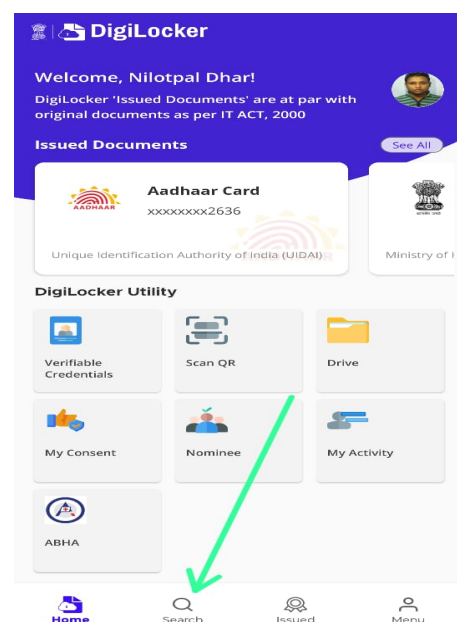 DigiLocker
Welcome, Nilotpal Dhar!
DigiLocker 'Issued Documents' are at par with
original documents as per IT ACT, 2000
Issued Documents
See All
AADHAAR
Aadhaar Card
xxxxxxxx2636
Unique Identification Authority of India (UIDAI)
Ministry of
DigiLocker Utility
Verifiable
Credentials
Scan QR
Drive
My Consent
Nominee
My Activity
ABHA
Home
Search
Issued
Menu